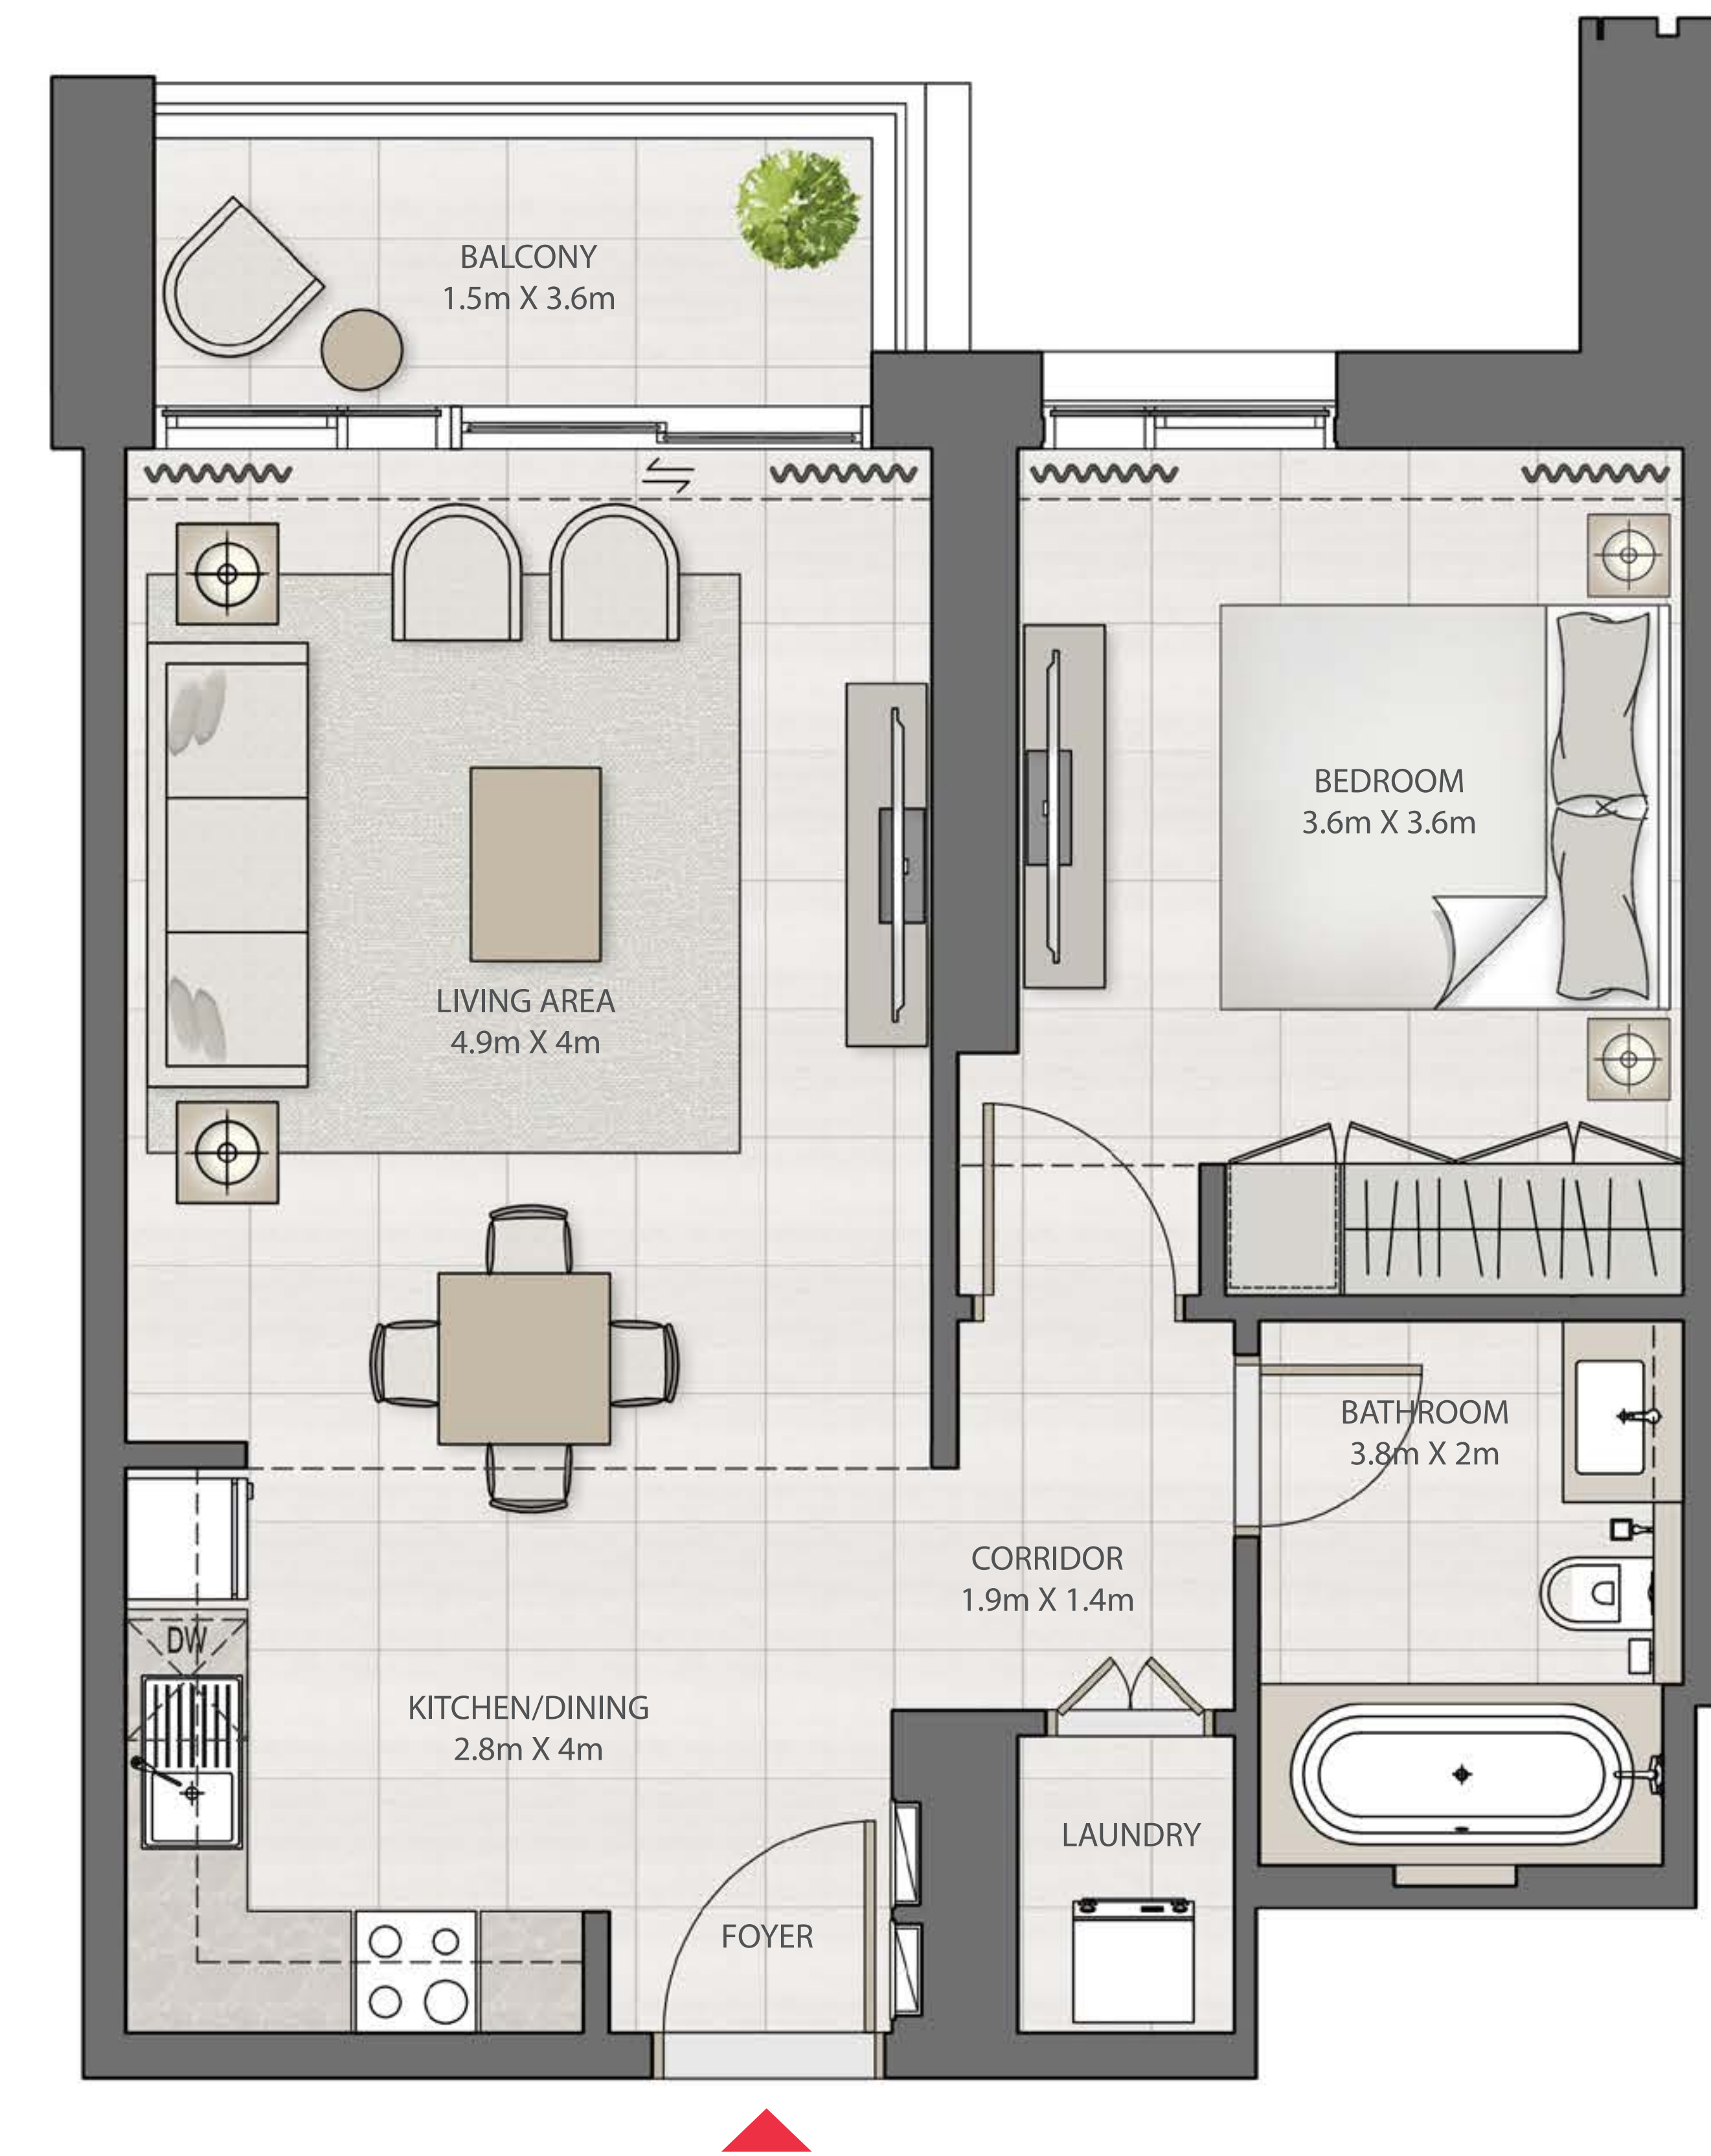 BALCONY
1.5m X 3.6m
BEDROOM
3.6m X 3.6m
LIVING AREA
4.9m X 4m
BATHROOM
3.8m X 2m
CORRIDOR
1.9m X 1.4m
DW
KITCHEN/DINING
2.8m X 4m
LAUNDRY
FOYER